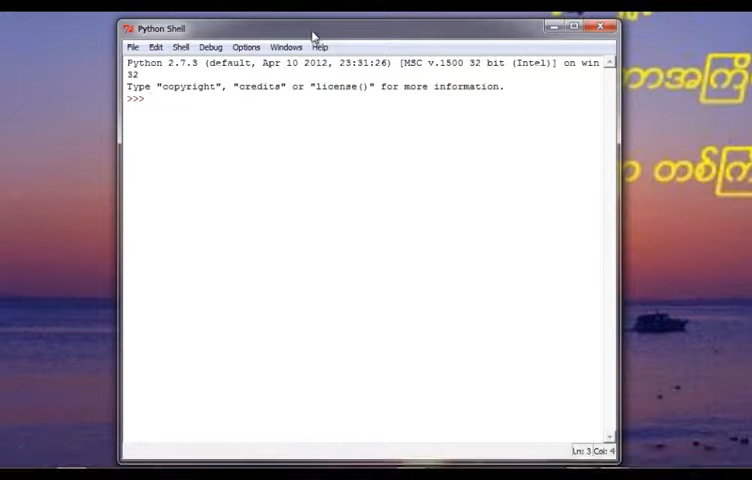 Python Shell
File Edit Shell Debug Options Windows Help
Python 2.7.3 (default, Apr 10 2012, 23:31:26) [MSC v.1500 32 bit (Intel)] on win
32
Type "copyright", "credits" or "license()" for more information.
>>>
Ln: 3 Col: 4